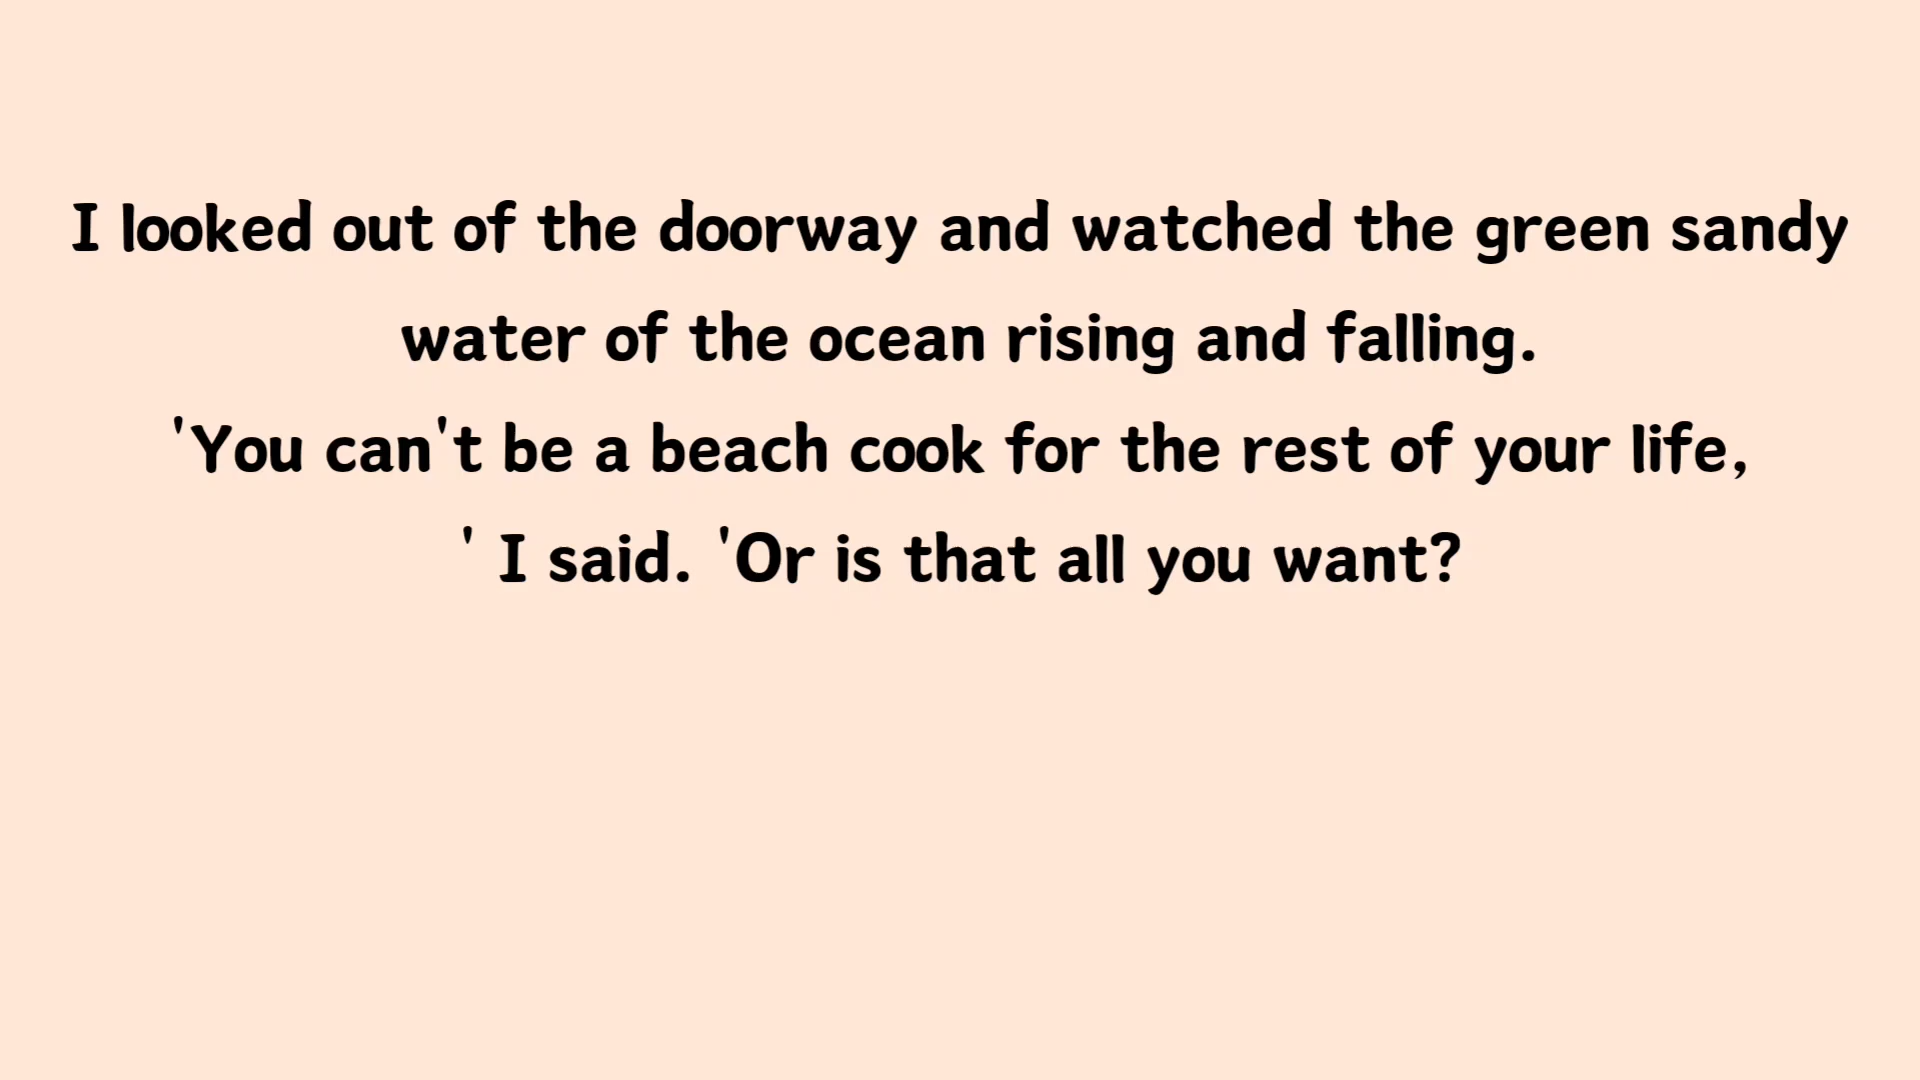 I looked out of the doorway and watched the green sandy
water of the ocean rising and falling.
'You can't be a beach cook for the rest of your life,
' I said. 'Or is that all you want?